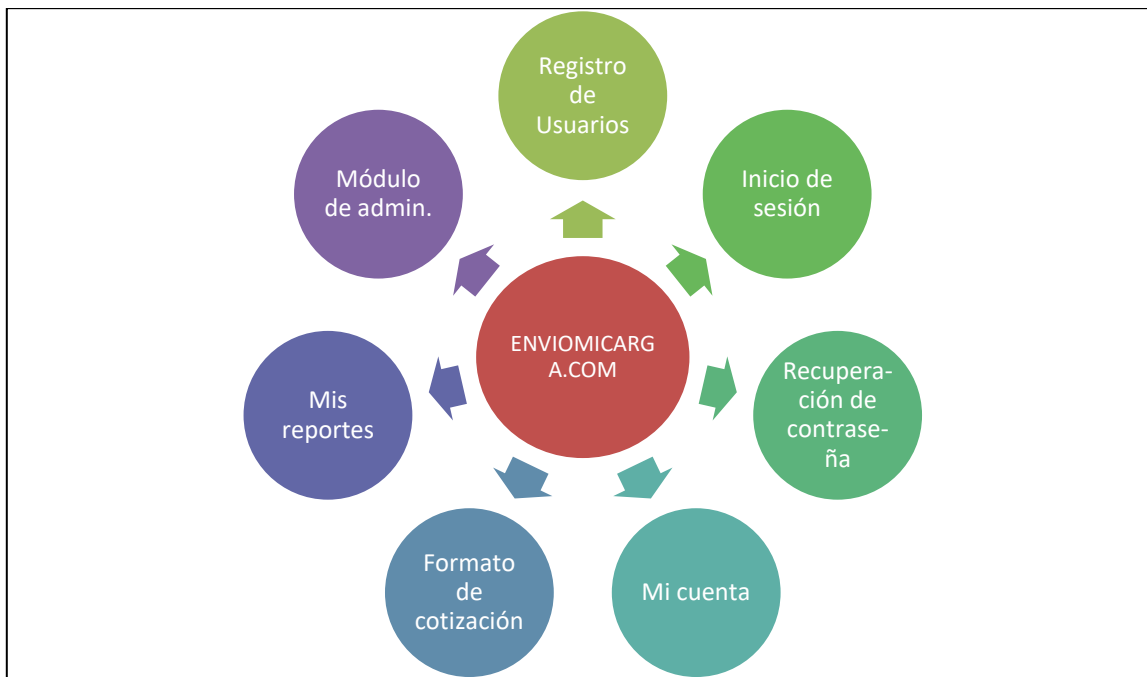 Registro
de
Usuarios
Inicio de
sesión
Recupera-
ción de
contrase-
ña
Mi cuenta
Formato
de
cotización
Mis
reportes
Módulo
de admin.
ENVIOMICARG
A.COM